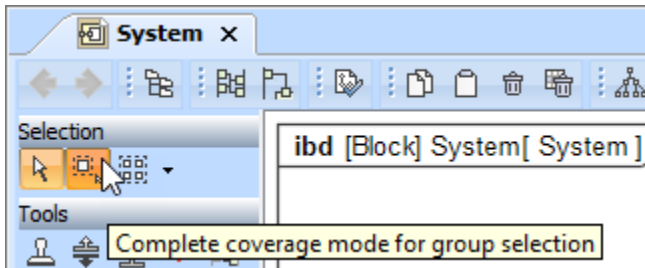 System X
Selection
ibd [Block] System[ System ]
Tools
Complete coverage mode for group selection